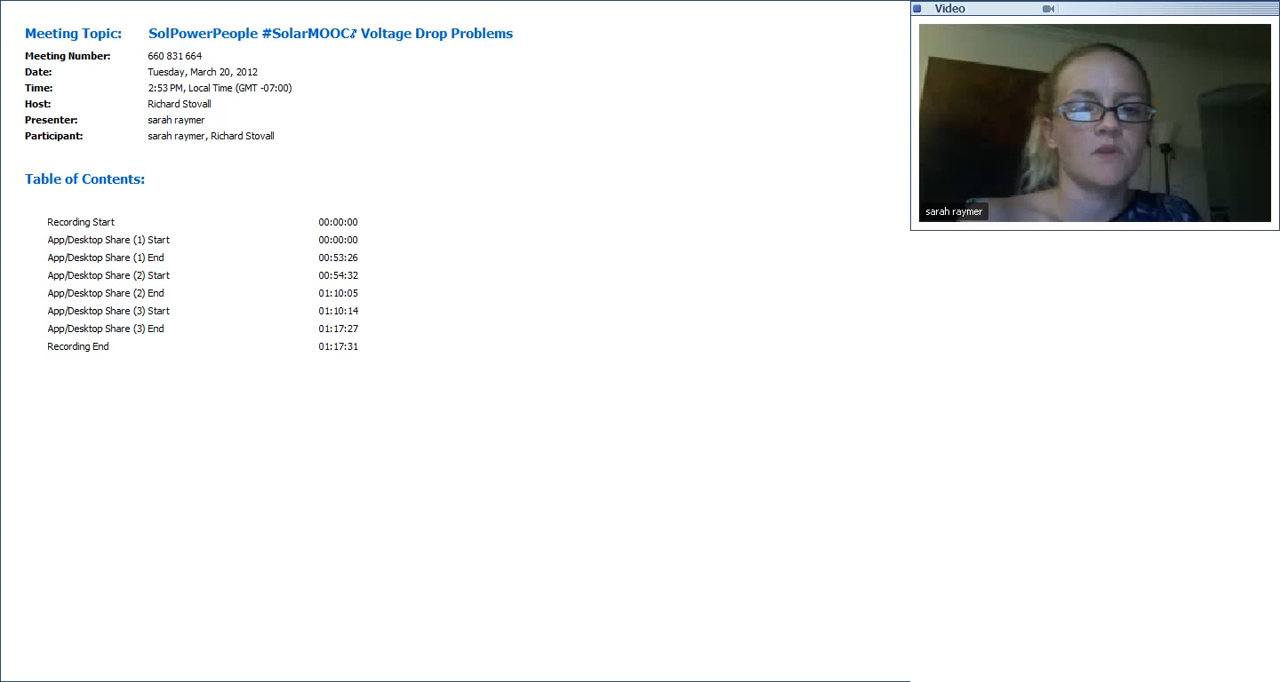 Meeting Topic: SolPowerPeople #SolarMOOC♪ Voltage Drop Problems
Meeting Number: 660 831 664
Date: Tuesday, March 20, 2012
Time: 2:53 PM, Local Time (GMT -07:00)
Host: Richard Stovall
Presenter: sarah raymer
Participant: sarah raymer, Richard Stovall
Table of Contents:
Recording Start 00:00:00
App/Desktop Share (1) Start 00:00:00
App/Desktop Share (1) End 00:53:26
App/Desktop Share (2) Start 00:54:32
App/Desktop Share (2) End 01:10:05
App/Desktop Share (3) Start 01:10:14
App/Desktop Share (3) End 01:17:27
Recording End 01:17:31
Video
sarah raymer